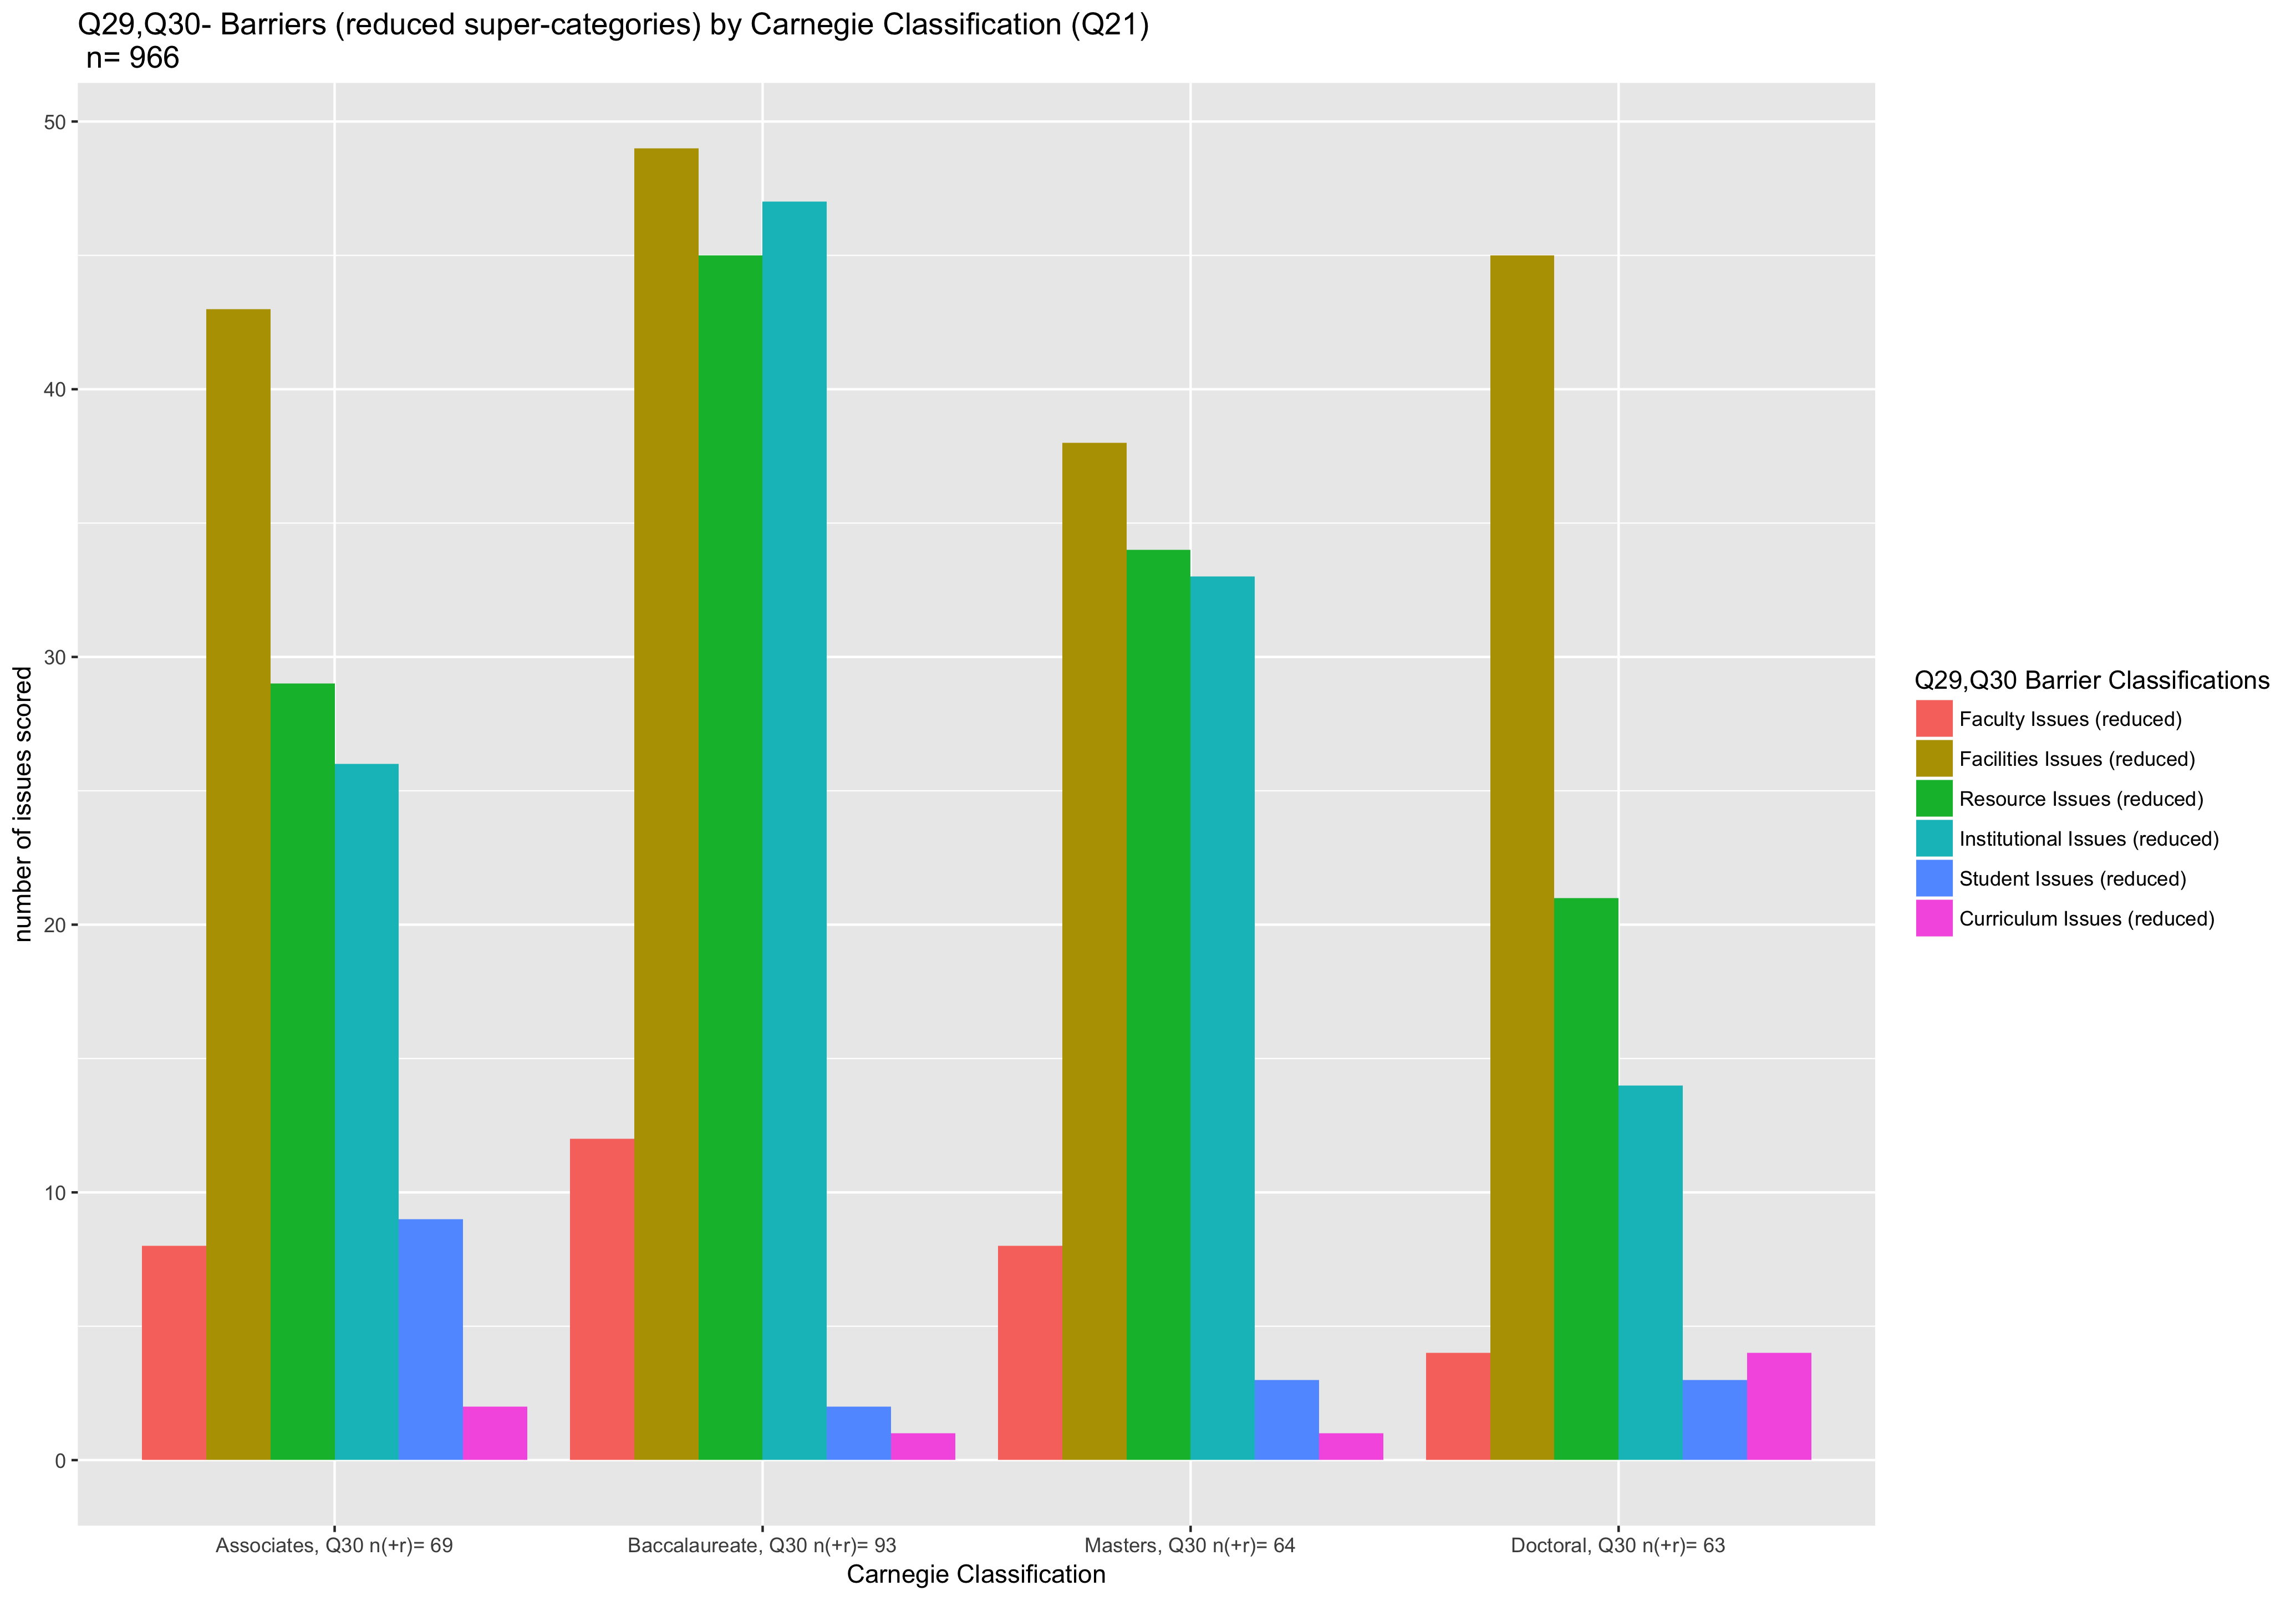 Q29,Q30- Barriers (reduced super-categories) by Carnegie Classification (Q21)
n= 966
50
40
30
20
10
0
number of issues scored
Associates, Q30 n(+r)= 69
Baccalaureate, Q30 n(+r)= 93
Masters, Q30 n(+r)= 64
Doctoral, Q30 n(+r)= 63
Carnegie Classification
Q29,Q30 Barrier Classifications
Faculty Issues (reduced)
Facilities Issues (reduced)
Resource Issues (reduced)
Institutional Issues (reduced)
Student Issues (reduced)
Curriculum Issues (reduced)